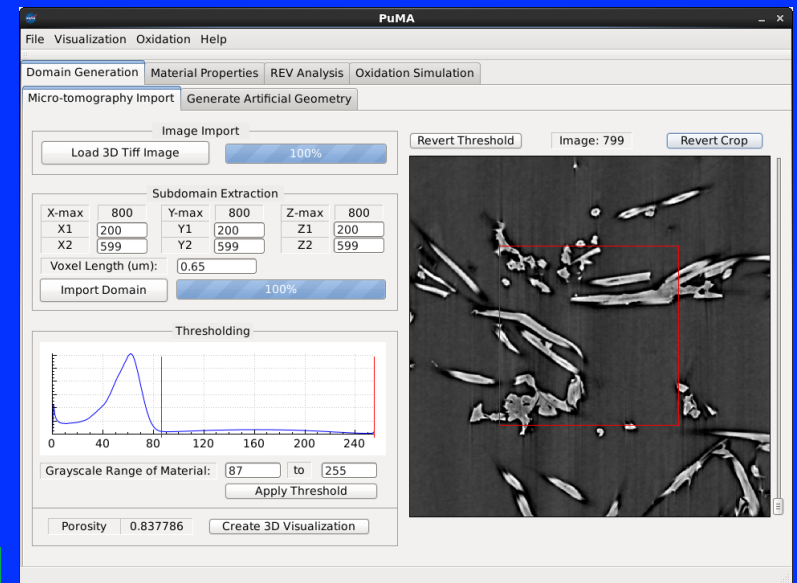 PuMA
File Visualization Oxidation Help
Domain Generation Material Properties REV Analysis Oxidation Simulation
Micro-tomography Import Generate Artificial Geometry
Image Import
Load 3D Tiff Image 100%
Subdomain Extraction
X-max 800 Y-max 800 Z-max 800
X1 200 Y1 200 Z1 200
X2 599 Y2 599 Z2 599
Voxel Length (um): 0.65
Import Domain 100%
Thresholding
0 40 80 120 160 200 240
Grayscale Range of Material: 87 to 255
Apply Threshold
Porosity 0.837786 Create 3D Visualization
Revert Threshold Image: 799 Revert Crop